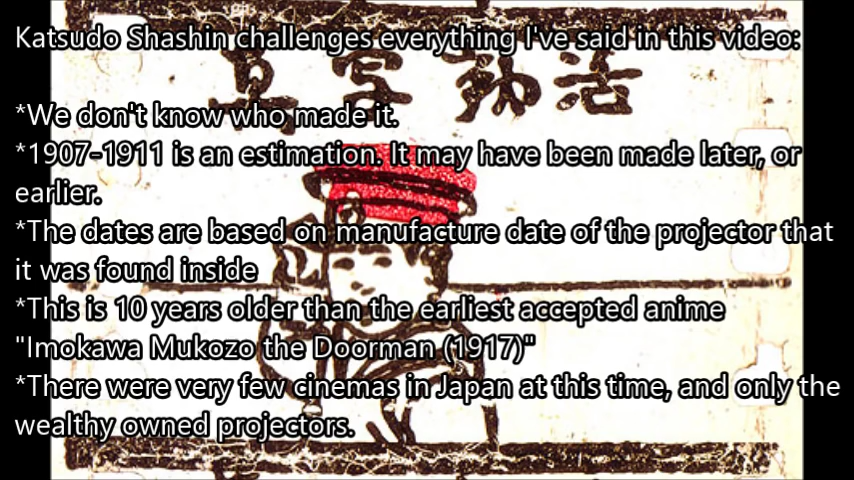 Katsudo Shashin challenges everything I've said in this video:
真写動活
*We don't know who made it.
*1907-1911 is an estimation. It may have been made later, or
earlier.
*The dates are based on manufacture date of the projector that
it was found inside
*This is 10 years older than the earliest accepted anime
"Imokawa Mukozo the Doorman (1917)"
*There were very few cinemas in Japan at this time, and only the
wealthy owned projectors.